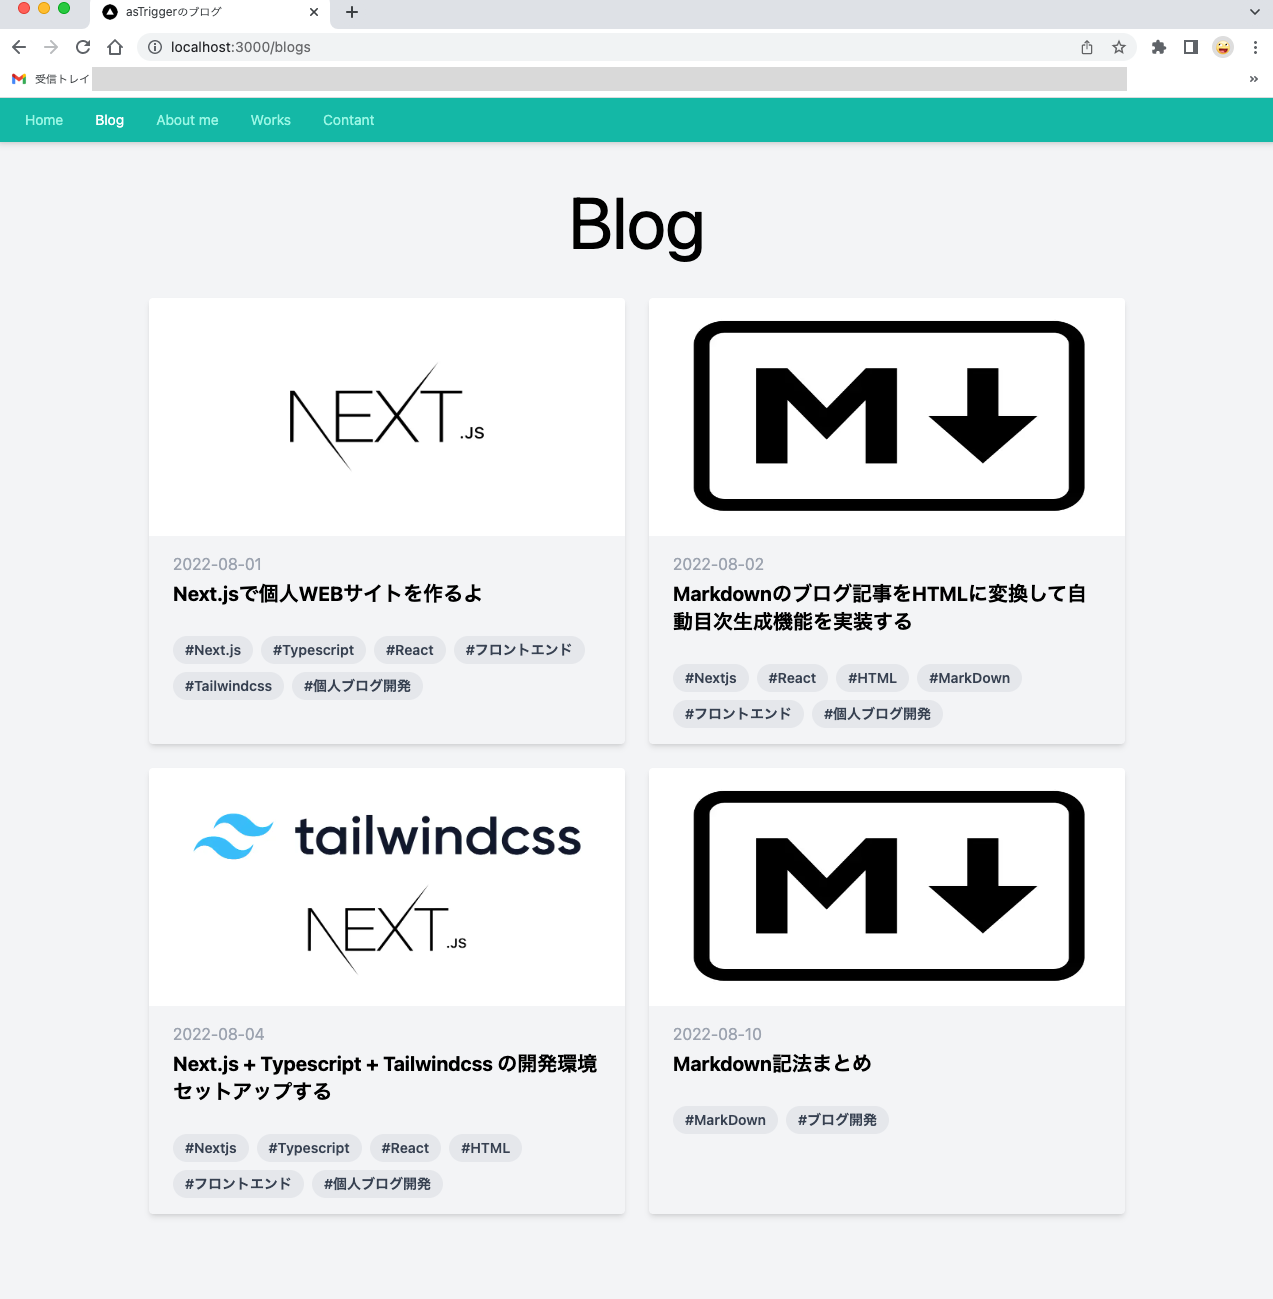 asTriggerのブログ
localhost:3000/blogs
受信トレイ
Home Blog About me Works Contant
Blog
NEXT.JS
2022-08-01
Next.jsで個人WEBサイトを作るよ
#Next.js #Typescript #React #フロントエンド
#Tailwindcss #個人ブログ開発
M
2022-08-02
Markdownのブログ記事をHTMLに変換して自
動目次生成機能を実装する
#Nextjs #React #HTML #MarkDown
#フロントエンド #個人ブログ開発
tailwindcss
NEXT.JS
2022-08-04
Next.js + Typescript + Tailwindcss の開発環境
セットアップする
#Nextjs #Typescript #React #HTML
#フロントエンド #個人ブログ開発
M
2022-08-10
Markdown記法まとめ
#MarkDown #ブログ開発